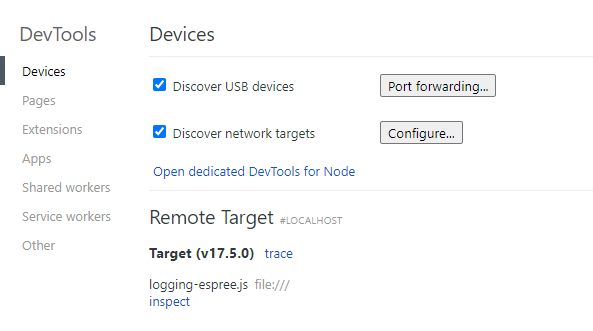 DevTools
Devices
Pages
Extensions
Apps
Shared workers
Service workers
Other
Devices
Discover USB devices Port forwarding...
Discover network targets Configure...
Open dedicated DevTools for Node
Remote Target #LOCALHOST
Target (v17.5.0) trace
logging-espree.js file:///
inspect